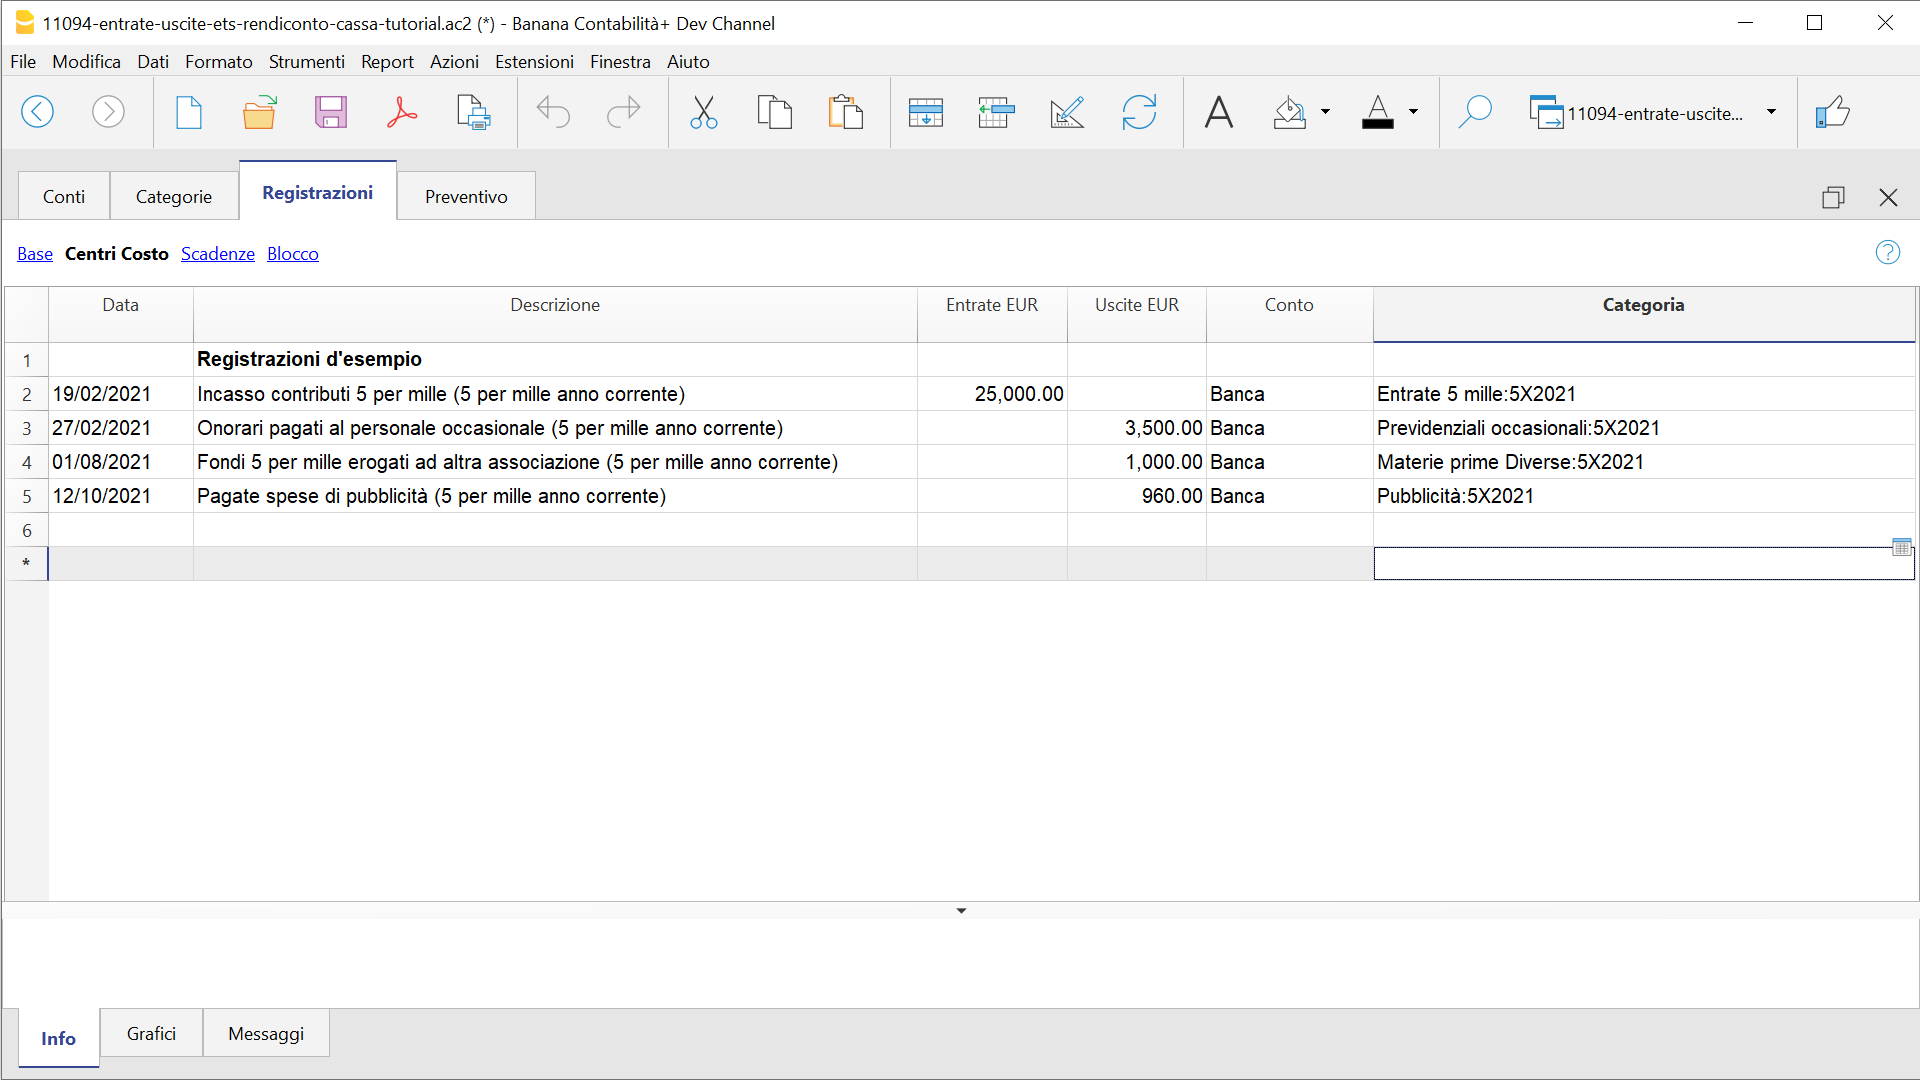 11094-entrate-uscite-ets-rendiconto-cassa-tutorial.ac2 (*) - Banana Contabilità+ Dev Channel
File Modifica Dati Formato Strumenti Report Azioni Estensioni Finestra Aiuto
11094-entrate-uscite...
Conti Categorie Registrazioni Preventivo
Base Centri Costo Scadenze Blocco
Data Descrizione Entrate EUR Uscite EUR Conto Categoria
1 Registrazioni d'esempio
2 19/02/2021 Incasso contributi 5 per mille (5 per mille anno corrente) 25,000.00 Banca Entrate 5 mille:5X2021
3 27/02/2021 Onorari pagati al personale occasionale (5 per mille anno corrente) 3,500.00 Banca Previdenziali occasionali:5X2021
4 01/08/2021 Fondi 5 per mille erogati ad altra associazione (5 per mille anno corrente) 1,000.00 Banca Materie prime Diverse:5X2021
5 12/10/2021 Pagate spese di pubblicità (5 per mille anno corrente) 960.00 Banca Pubblicità:5X2021
6
*
Info Grafici Messaggi